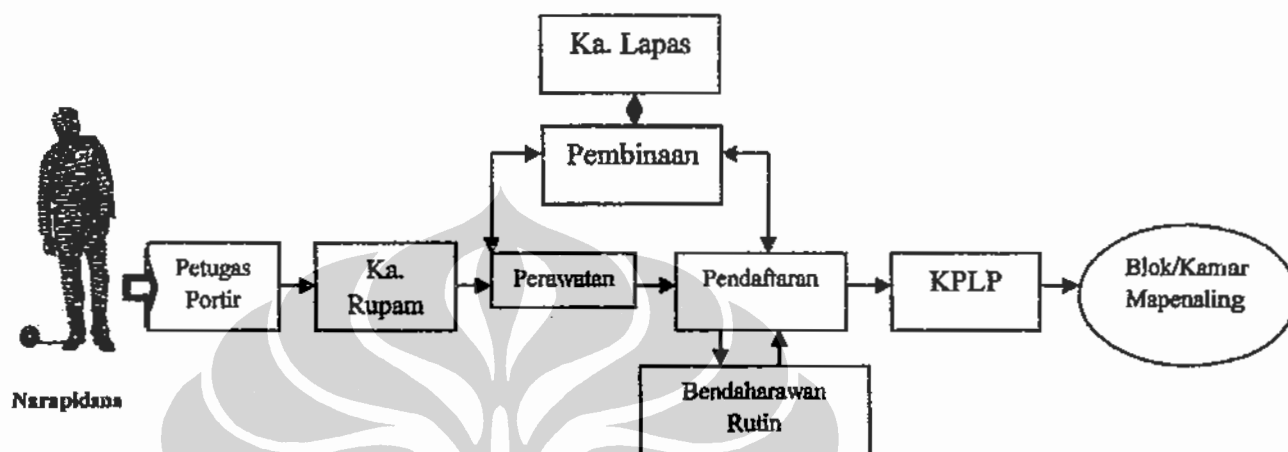 Ka. Lapas
Pembinaan
Petugas
Portir
Ka.
Rupam
Perawatan
Pendaftaran
KPLP
Blok/Kamar
Mapenaling
Bendaharawan
Rutin
Narapidana